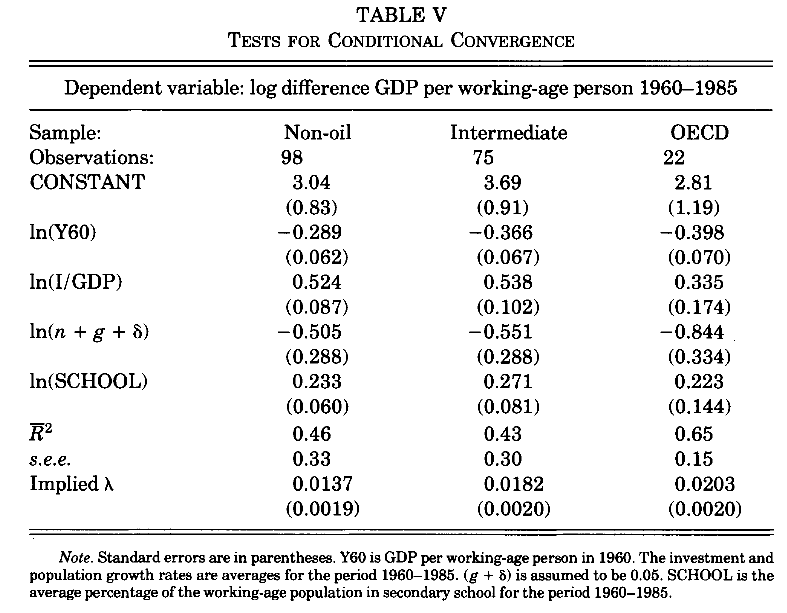 TABLE V
TESTS FOR CONDITIONAL CONVERGENCE
Dependent variable: log difference GDP per working-age person 1960–1985
Sample: Non-oil Intermediate OECD
Observations: 98 75 22
CONSTANT 3.04 3.69 2.81
(0.83) (0.91) (1.19)
ln(Y60) −0.289 −0.366 −0.398
(0.062) (0.067) (0.070)
ln(I/GDP) 0.524 0.538 0.335
(0.087) (0.102) (0.174)
ln(n + g + δ) −0.505 −0.551 −0.844
(0.288) (0.288) (0.334)
ln(SCHOOL) 0.233 0.271 0.223
(0.060) (0.081) (0.144)
R̅² 0.46 0.43 0.65
s.e.e. 0.33 0.30 0.15
Implied λ 0.0137 0.0182 0.0203
(0.0019) (0.0020) (0.0020)
Note. Standard errors are in parentheses. Y60 is GDP per working-age person in 1960. The investment and
population growth rates are averages for the period 1960–1985. (g + δ) is assumed to be 0.05. SCHOOL is the
average percentage of the working-age population in secondary school for the period 1960–1985.